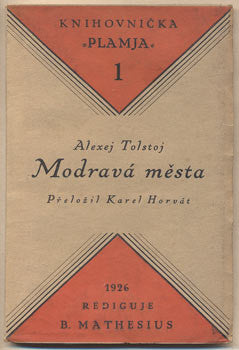 KNIHOVNIČKA
»PLAMJA«
1
Alexej Tolstoj
Modravá města
Přeložil Karel Horvát
1926
REDIGUJE
B. MATHESIUS